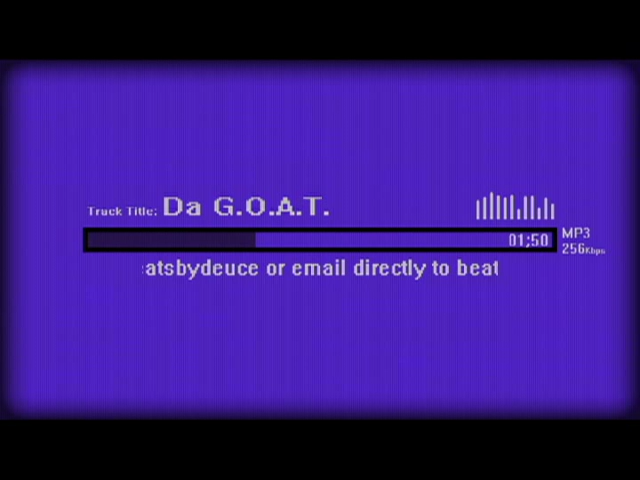 Track Title: Da G.O.A.T.
01;50
MP3
256Kbps
atsbydeuce or email directly to beat